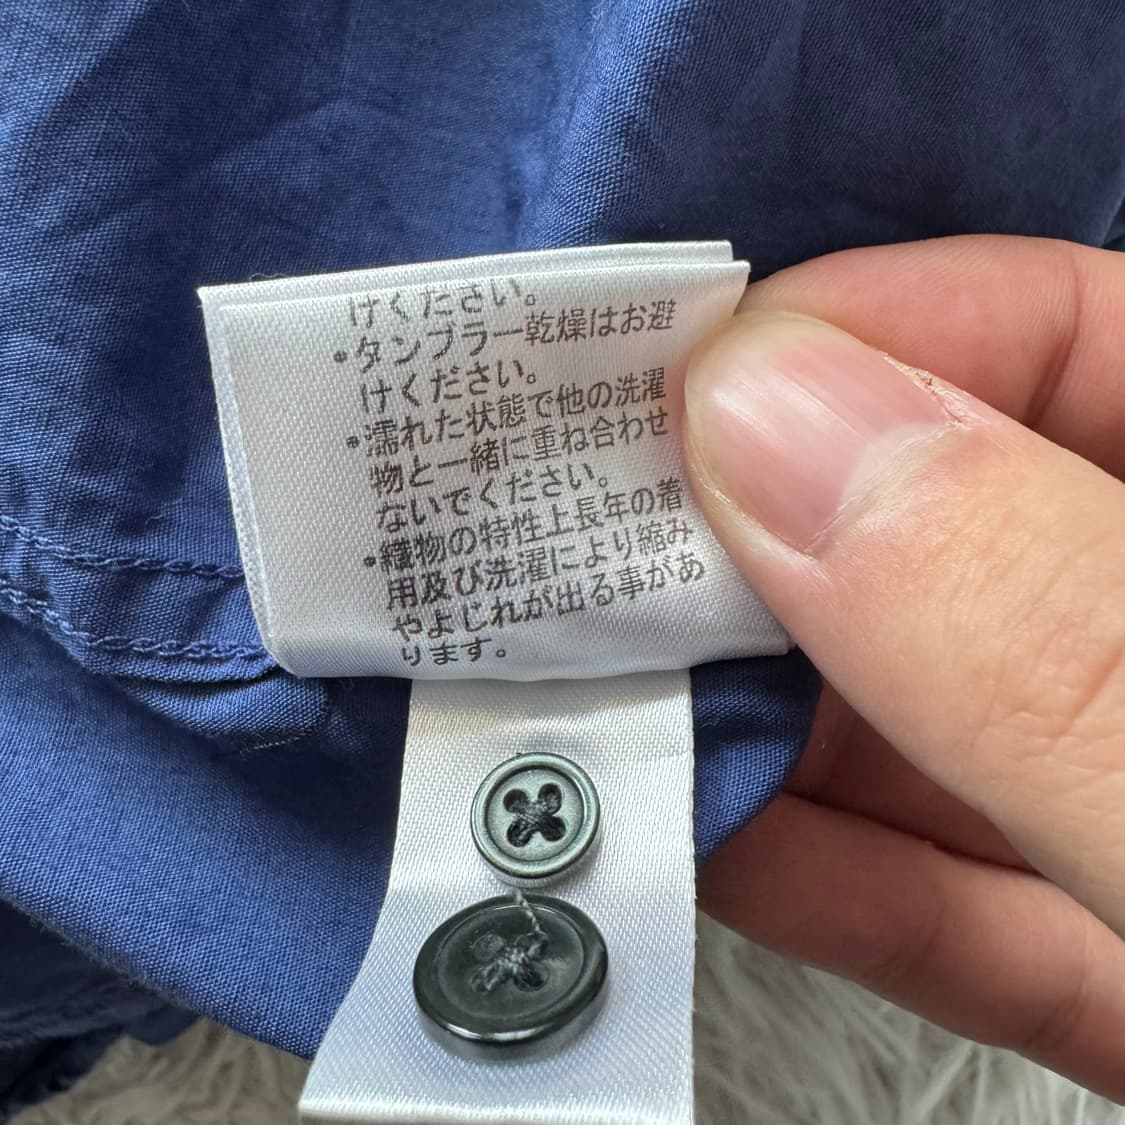 けください。
・タンブラー乾燥はお避
けください。
・濡れた状態で他の洗濯
物と一緒に重ね合わせ
ないでください。
・織物の特性上長年の着
用及び洗濯により縮み
やよじれが出る事があ
ります。